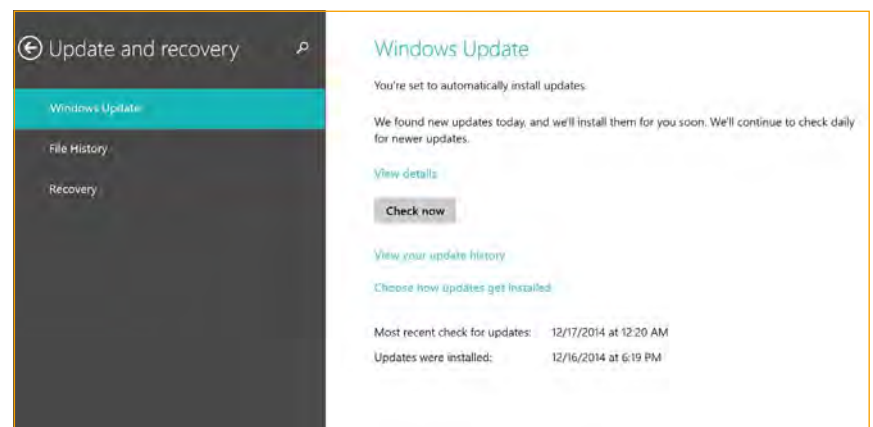 Update and recovery
Windows Update
File History
Recovery
Windows Update
You're set to automatically install updates.
We found new updates today, and we'll install them for you soon. We'll continue to check daily
for newer updates.
View details
Check now
View your update history
Choose how updates get installed
Most recent check for updates: 12/17/2014 at 12:20 AM
Updates were installed: 12/16/2014 at 6:19 PM